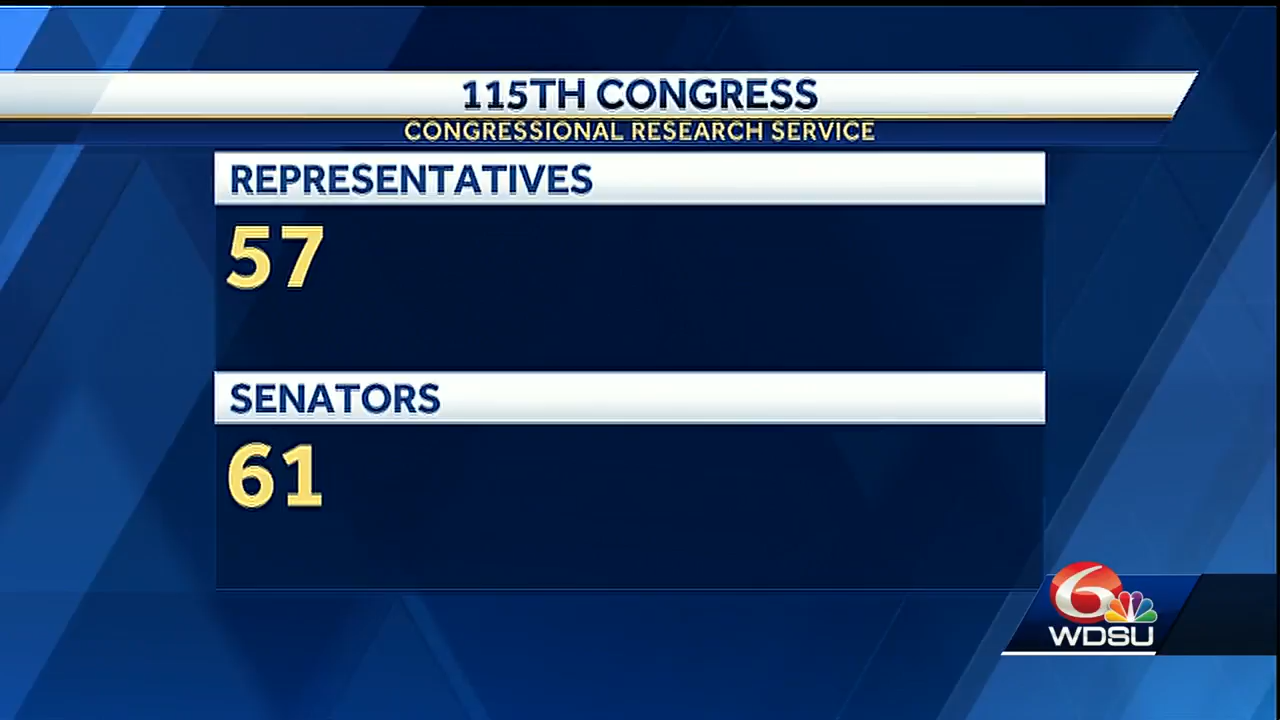 115TH CONGRESS
CONGRESSIONAL RESEARCH SERVICE
REPRESENTATIVES
57
SENATORS
61
6
WDSU